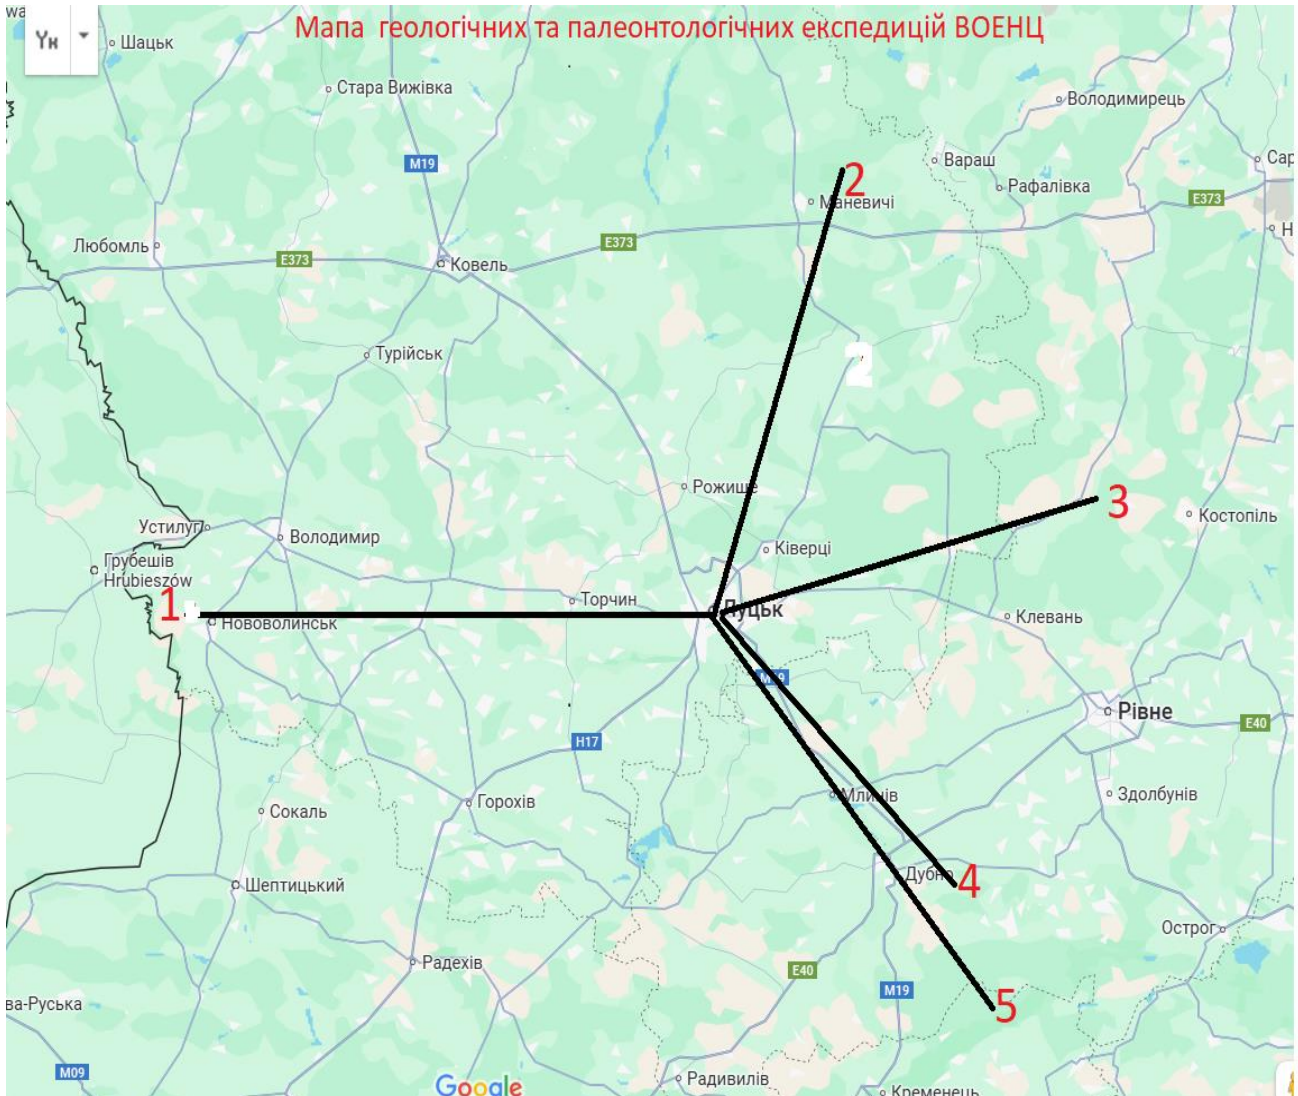 wa
Мапа геологічних та палеонтологічних експедицій ВОЕНЦ
Шацьк
Стара Вижівка
Володимирець
M19
Вараш
Сар
2
Рафалівка
E373
Маневичі
Н
E373
Любомль
E373
Ковель
Турійськ
2
Рожище
3
Костопіль
Устилуг
Володимир
Ківерці
Грубешів
Hrubieszów
1
Торчин
Луцьк
Клевань
Нововолинськ
M19
Рівне
E40
H17
Млинів
Здолбунів
Горохів
Сокаль
Дубно
4
Шептицький
Острог
Радехів
E40
M19
5
ва-Руська
M09
Google
Радивилів
Кременець